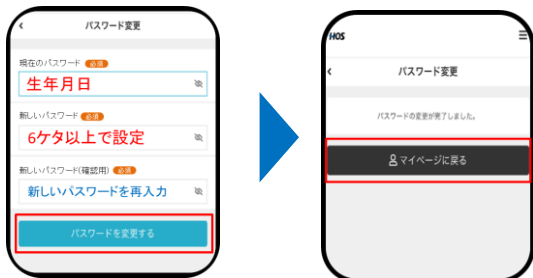 パスワード変更
現在のパスワード 必須
生年月日
新しいパスワード 必須
6ケタ以上で設定
新しいパスワード(確認用) 必須
新しいパスワードを再入力
パスワードを変更する
HOS
パスワード変更
パスワードの変更が完了しました。
マイページに戻る